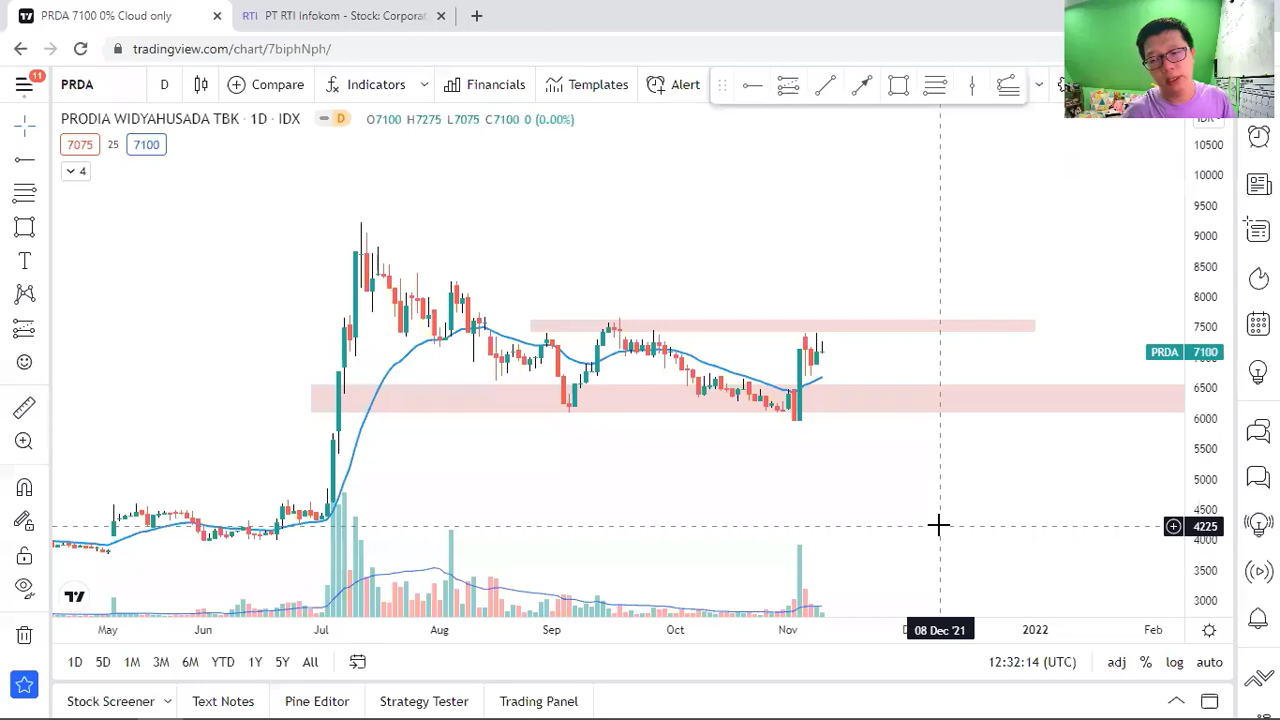 PRDA 7100 0% Cloud only
RTI PT RTI Infokom - Stock: Corporat
tradingview.com/chart/7biphNph/
11
PRDA D Compare Indicators Financials Templates Alert
PRODIA WIDYAHUSADA TBK · 1D · IDX D O7100 H7275 L7075 C7100 0 (0.00%)
7075 25 7100
4
10500
10000
9500
9000
8500
8000
7500
PRDA 7100
6500
6000
5500
5000
4500
4225
4000
3500
3000
May Jun Jul Aug Sep Oct Nov 08 Dec '21 2022 Feb
1D 5D 1M 3M 6M YTD 1Y 5Y All 12:32:14 (UTC) adj % log auto
Stock Screener Text Notes Pine Editor Strategy Tester Trading Panel